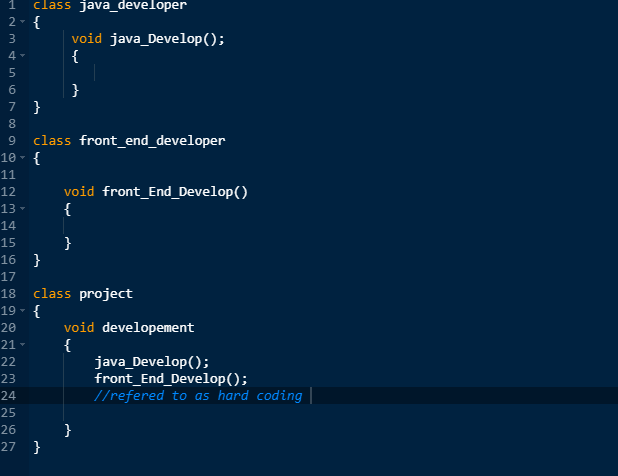 1 class java_developer
2 {
3 void java_Develop();
4 {
5
6 }
7 }
8
9 class front_end_developer
10 {
11
12 void front_End_Develop()
13 {
14
15 }
16 }
17
18 class project
19 {
20 void developement
21 {
22 java_Develop();
23 front_End_Develop();
24 //refered to as hard coding
25
26 }
27 }